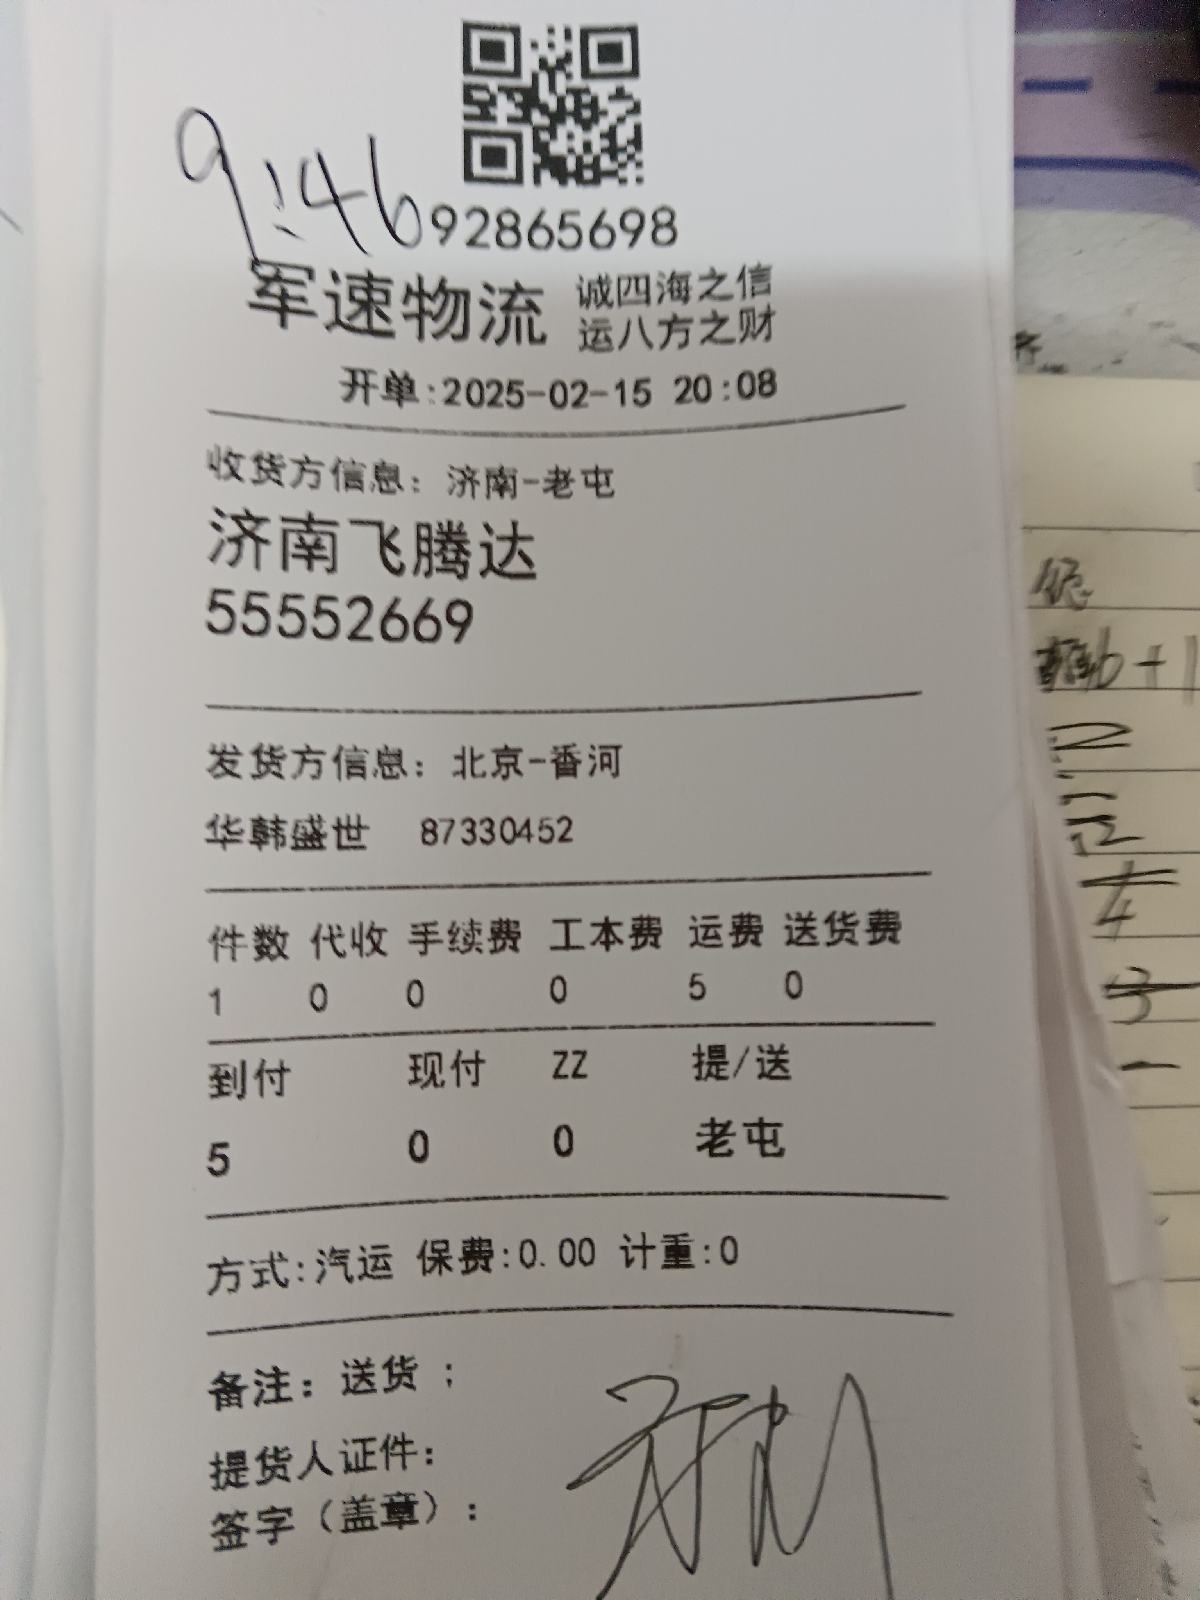 9:46
92865698
军速物流 诚四海之信
运八方之财
开单:2025-02-15 20:08
收货方信息：济南-老屯
济南飞腾达
55552669
发货方信息：北京-香河
华韩盛世 87330452
件数 代收 手续费 工本费 运费 送货费
1 0 0 0 5 0
到付 现付 ZZ 提/送
5 0 0 老屯
方式:汽运 保费:0.00 计重:0
备注：送货；
提货人证件：
签字（盖章）：